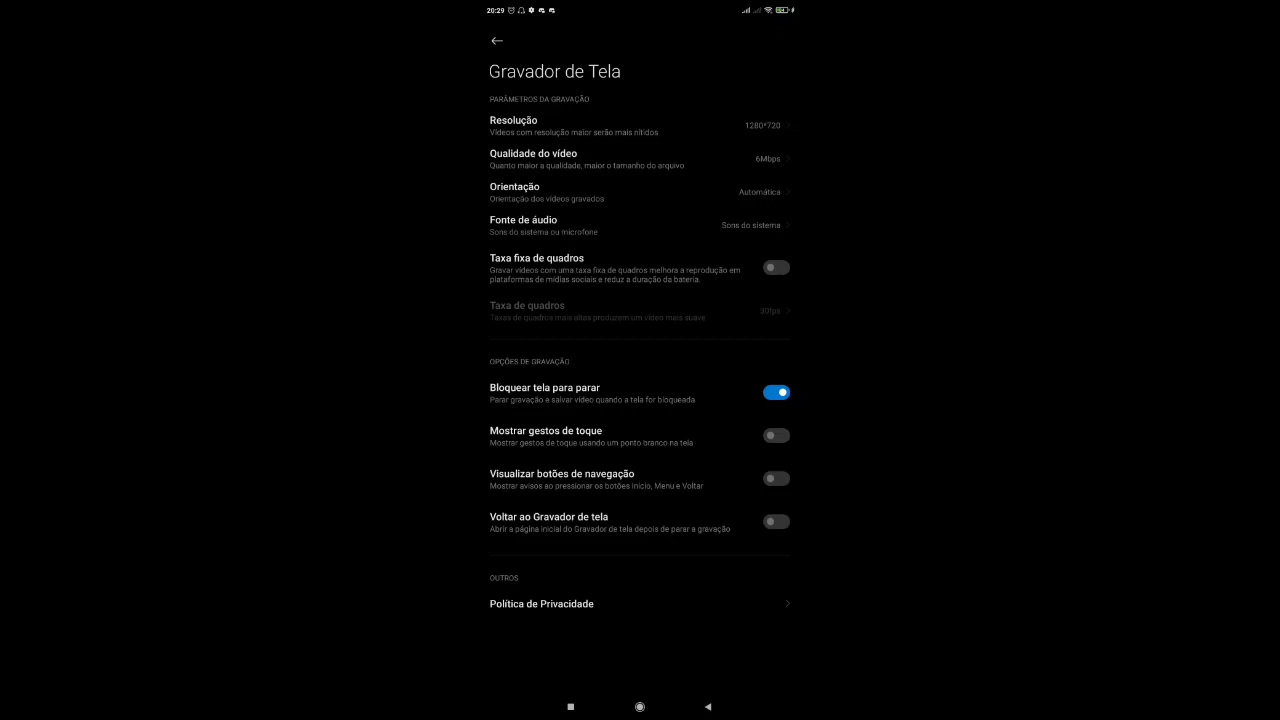 20:29
Gravador de Tela
PARÂMETROS DA GRAVAÇÃO
Resolução
Vídeos com resolução maior serão mais nítidos
1280*720
Qualidade do vídeo
Quanto maior a qualidade, maior o tamanho do arquivo
6Mbps
Orientação
Orientação dos vídeos gravados
Automática
Fonte de áudio
Sons do sistema ou microfone
Sons do sistema
Taxa fixa de quadros
Gravar vídeos com uma taxa fixa de quadros melhora a reprodução em
plataformas de mídias sociais e reduz a duração da bateria.
Taxa de quadros
Taxas de quadros mais altas produzem um vídeo mais suave
30fps
OPÇÕES DE GRAVAÇÃO
Bloquear tela para parar
Parar gravação e salvar vídeo quando a tela for bloqueada
Mostrar gestos de toque
Mostrar gestos de toque usando um ponto branco na tela
Visualizar botões de navegação
Mostrar avisos ao pressionar os botões Início, Menu e Voltar
Voltar ao Gravador de tela
Abrir a página inicial do Gravador de tela depois de parar a gravação
OUTROS
Política de Privacidade